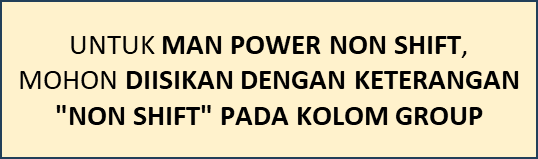 UNTUK MAN POWER NON SHIFT,
MOHON DIISIKAN DENGAN KETERANGAN
"NON SHIFT" PADA KOLOM GROUP